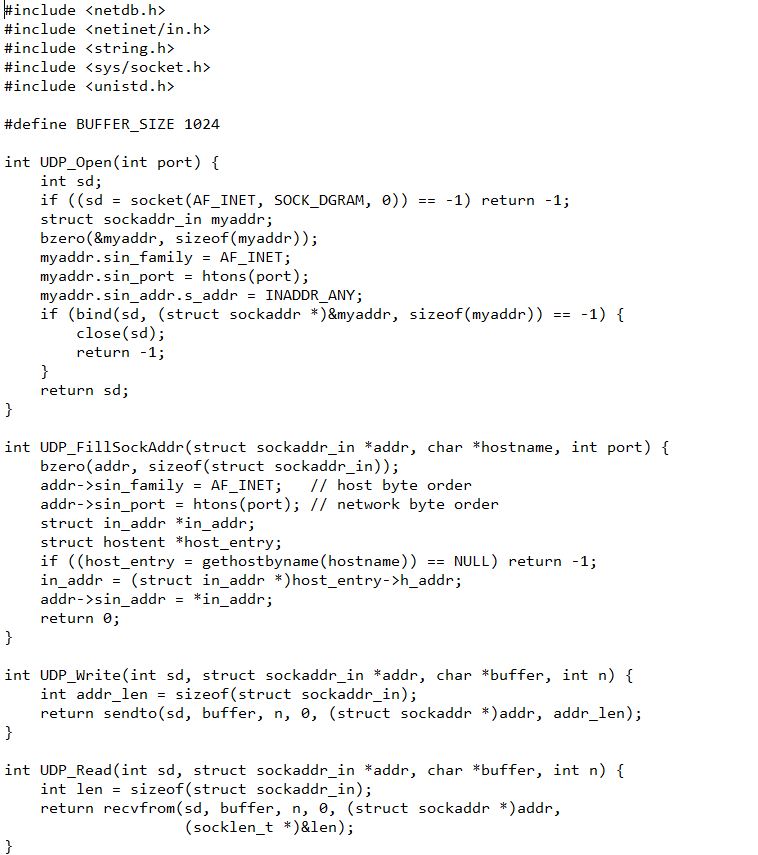 #include <netdb.h>
#include <netinet/in.h>
#include <string.h>
#include <sys/socket.h>
#include <unistd.h>

#define BUFFER_SIZE 1024

int UDP_Open(int port) {
    int sd;
    if ((sd = socket(AF_INET, SOCK_DGRAM, 0)) == -1) return -1;
    struct sockaddr_in myaddr;
    bzero(&myaddr, sizeof(myaddr));
    myaddr.sin_family = AF_INET;
    myaddr.sin_port = htons(port);
    myaddr.sin_addr.s_addr = INADDR_ANY;
    if (bind(sd, (struct sockaddr *)&myaddr, sizeof(myaddr)) == -1) {
        close(sd);
        return -1;
    }
    return sd;
}

int UDP_FillSockAddr(struct sockaddr_in *addr, char *hostname, int port) {
    bzero(addr, sizeof(struct sockaddr_in));
    addr->sin_family = AF_INET;   // host byte order
    addr->sin_port = htons(port); // network byte order
    struct in_addr *in_addr;
    struct hostent *host_entry;
    if ((host_entry = gethostbyname(hostname)) == NULL) return -1;
    in_addr = (struct in_addr *)host_entry->h_addr;
    addr->sin_addr = *in_addr;
    return 0;
}

int UDP_Write(int sd, struct sockaddr_in *addr, char *buffer, int n) {
    int addr_len = sizeof(struct sockaddr_in);
    return sendto(sd, buffer, n, 0, (struct sockaddr *)addr, addr_len);
}

int UDP_Read(int sd, struct sockaddr_in *addr, char *buffer, int n) {
    int len = sizeof(struct sockaddr_in);
    return recvfrom(sd, buffer, n, 0, (struct sockaddr *)addr,
                    (socklen_t *)&len);
}